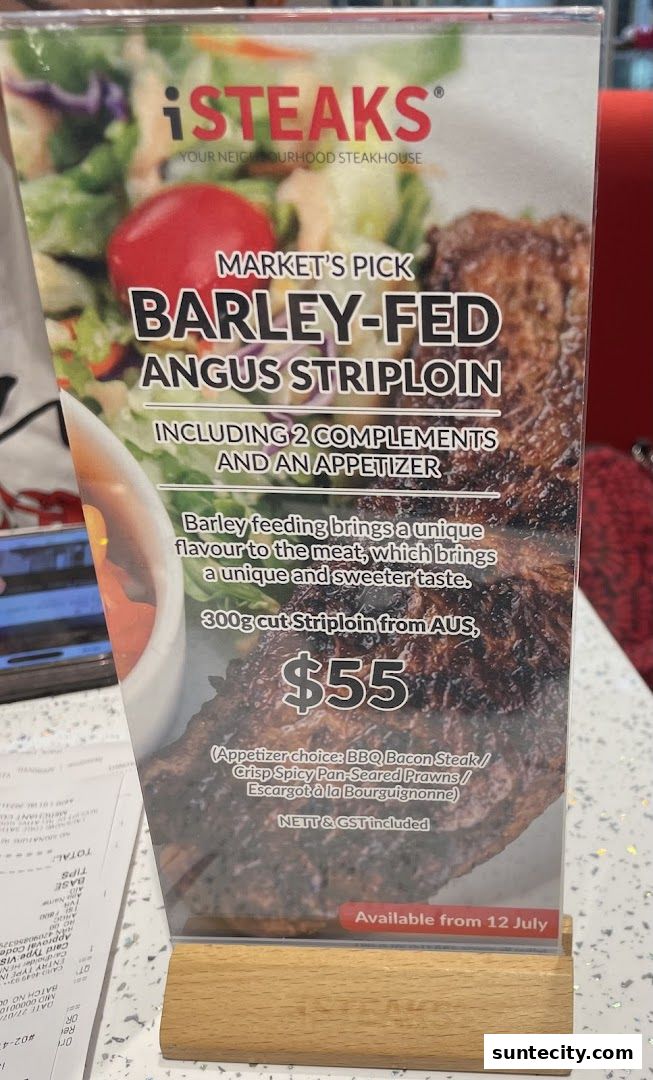 iSTEAKS®
YOUR NEIGHBOURHOOD STEAKHOUSE
MARKET'S PICK
BARLEY-FED
ANGUS STRIPLOIN
INCLUDING 2 COMPLEMENTS
AND AN APPETIZER
Barley feeding brings a unique
flavour to the meat, which brings
a unique and sweeter taste.
300g cut Striploin from AUS,
$55
(Appetizer choice: BBQ Bacon Steak /
Crisp Spicy Pan-Seared Prawns /
Escargot à la Bourguignonne)
NETT & GST included
Available from 12 July
TOTAL:
TIPS
BASE
suntecity.com